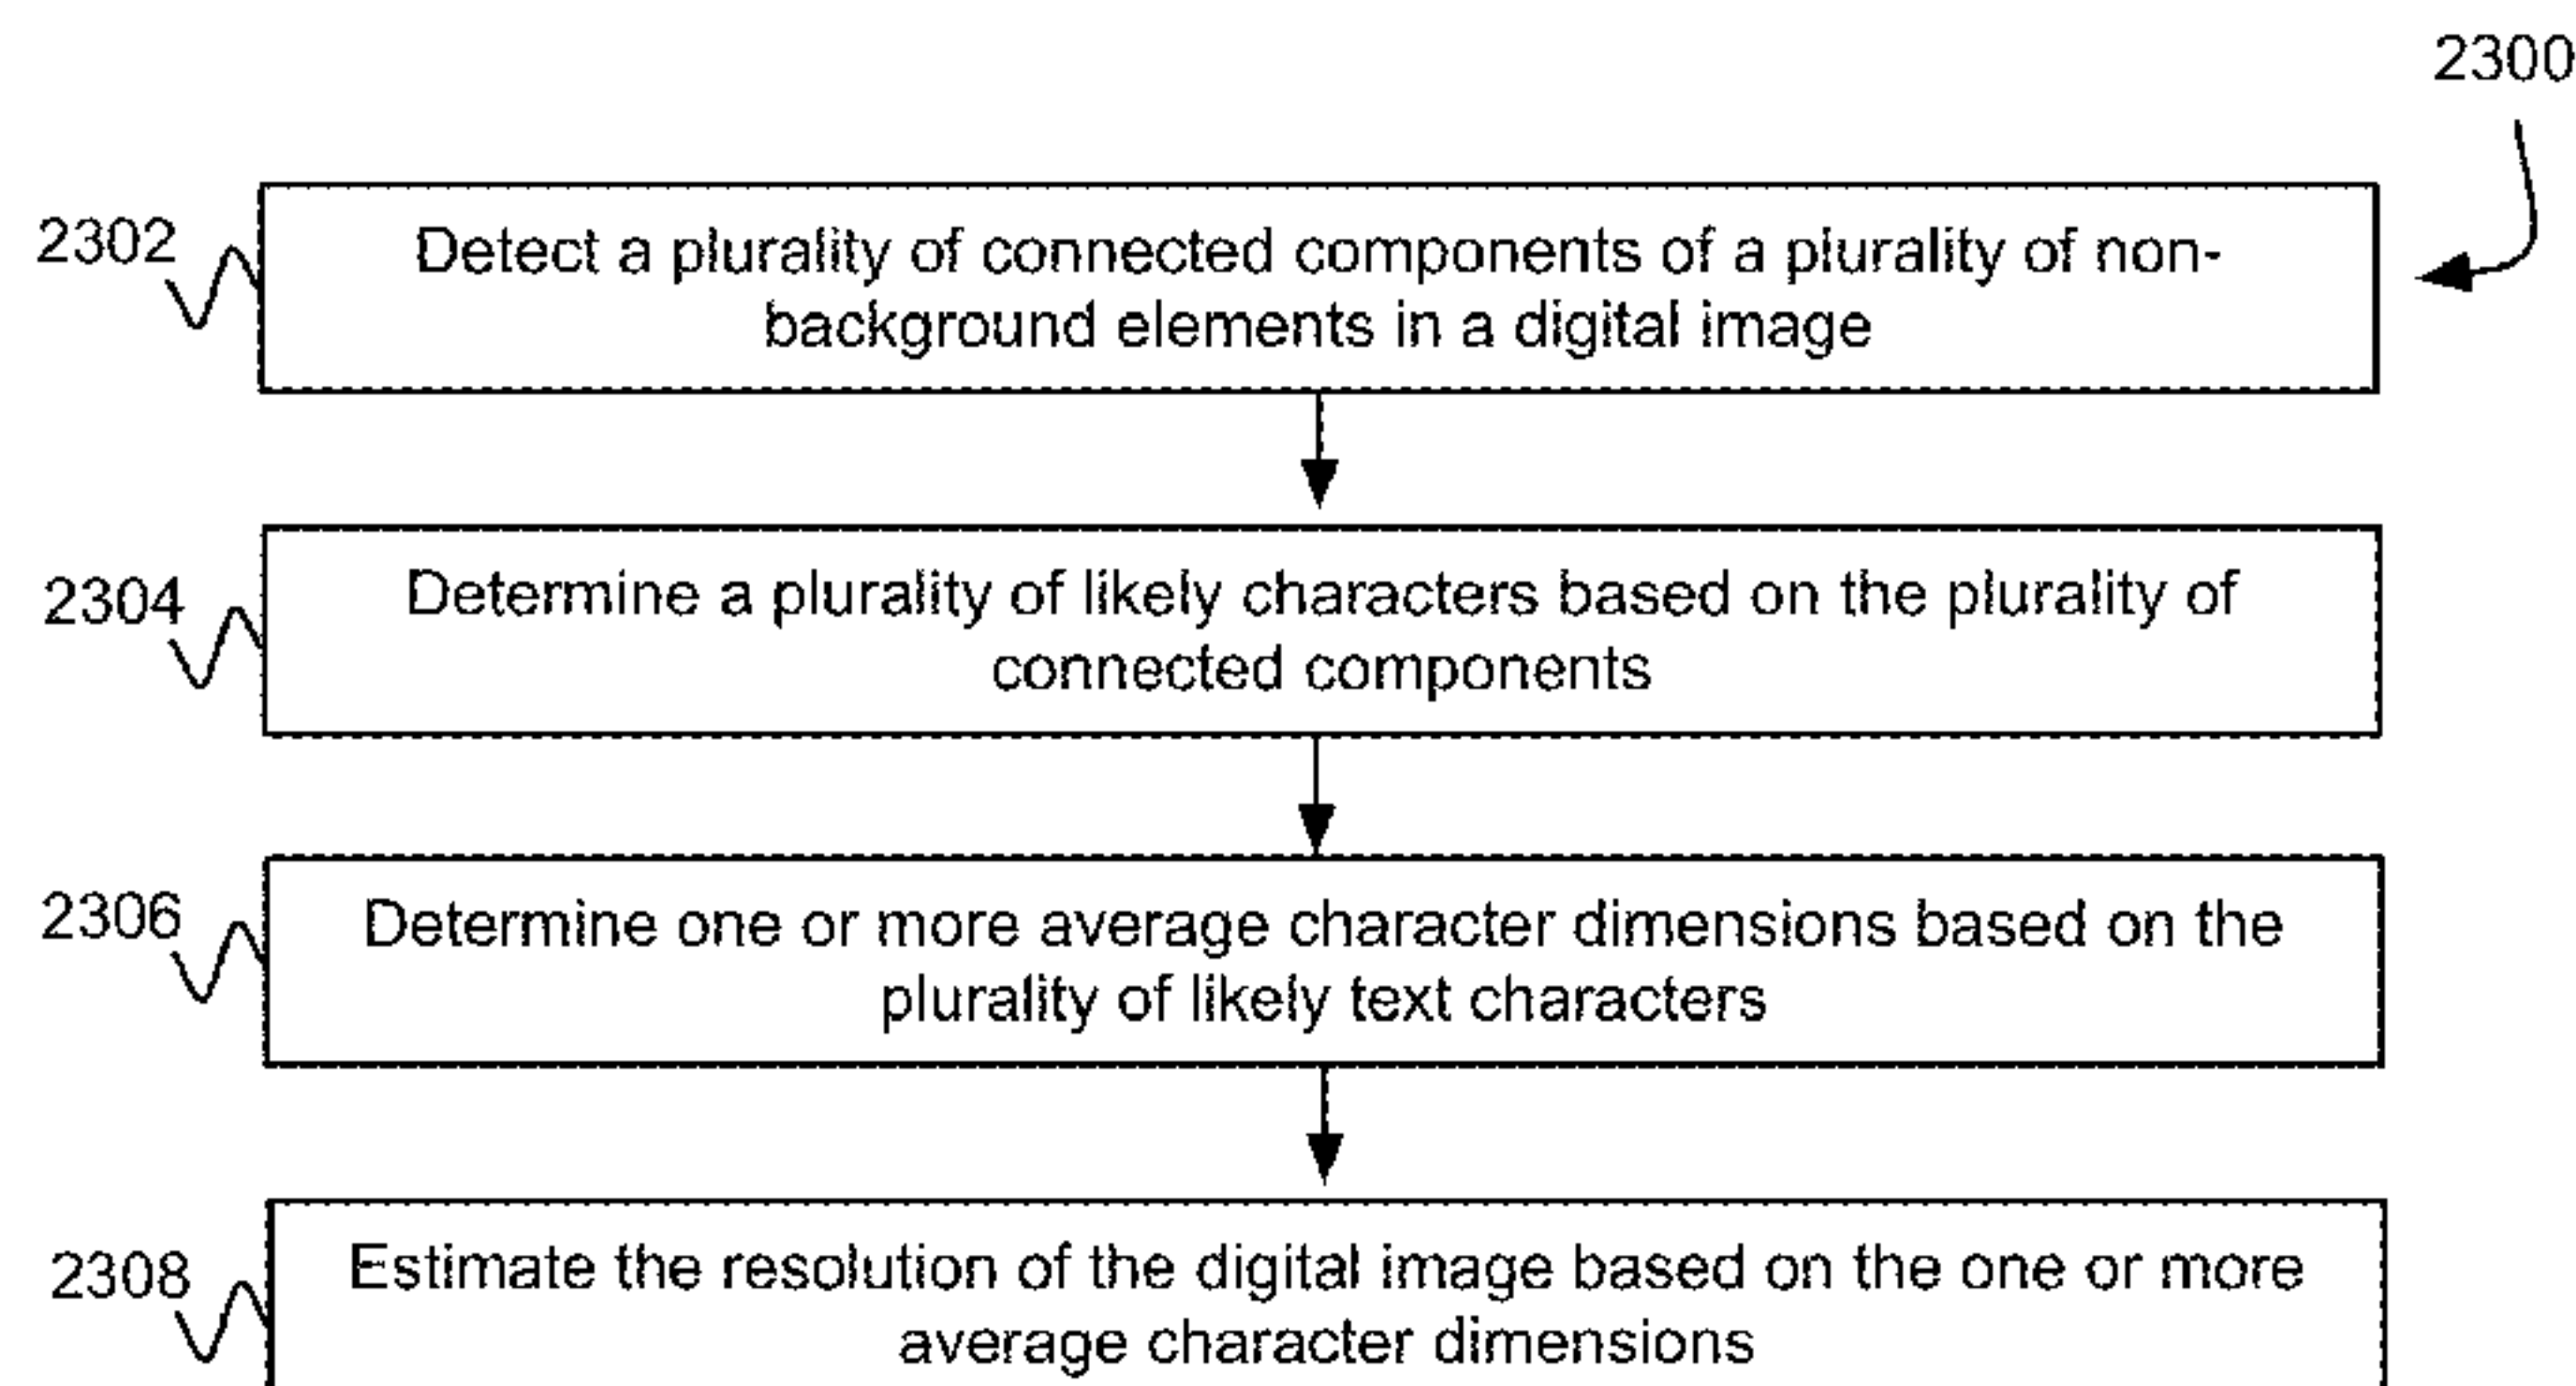 2300
2302
Detect a plurality of connected components of a plurality of non-
background elements in a digital image
2304
Determine a plurality of likely characters based on the plurality of
connected components
2306
Determine one or more average character dimensions based on the
plurality of likely text characters
2308
Estimate the resolution of the digital image based on the one or more
average character dimensions